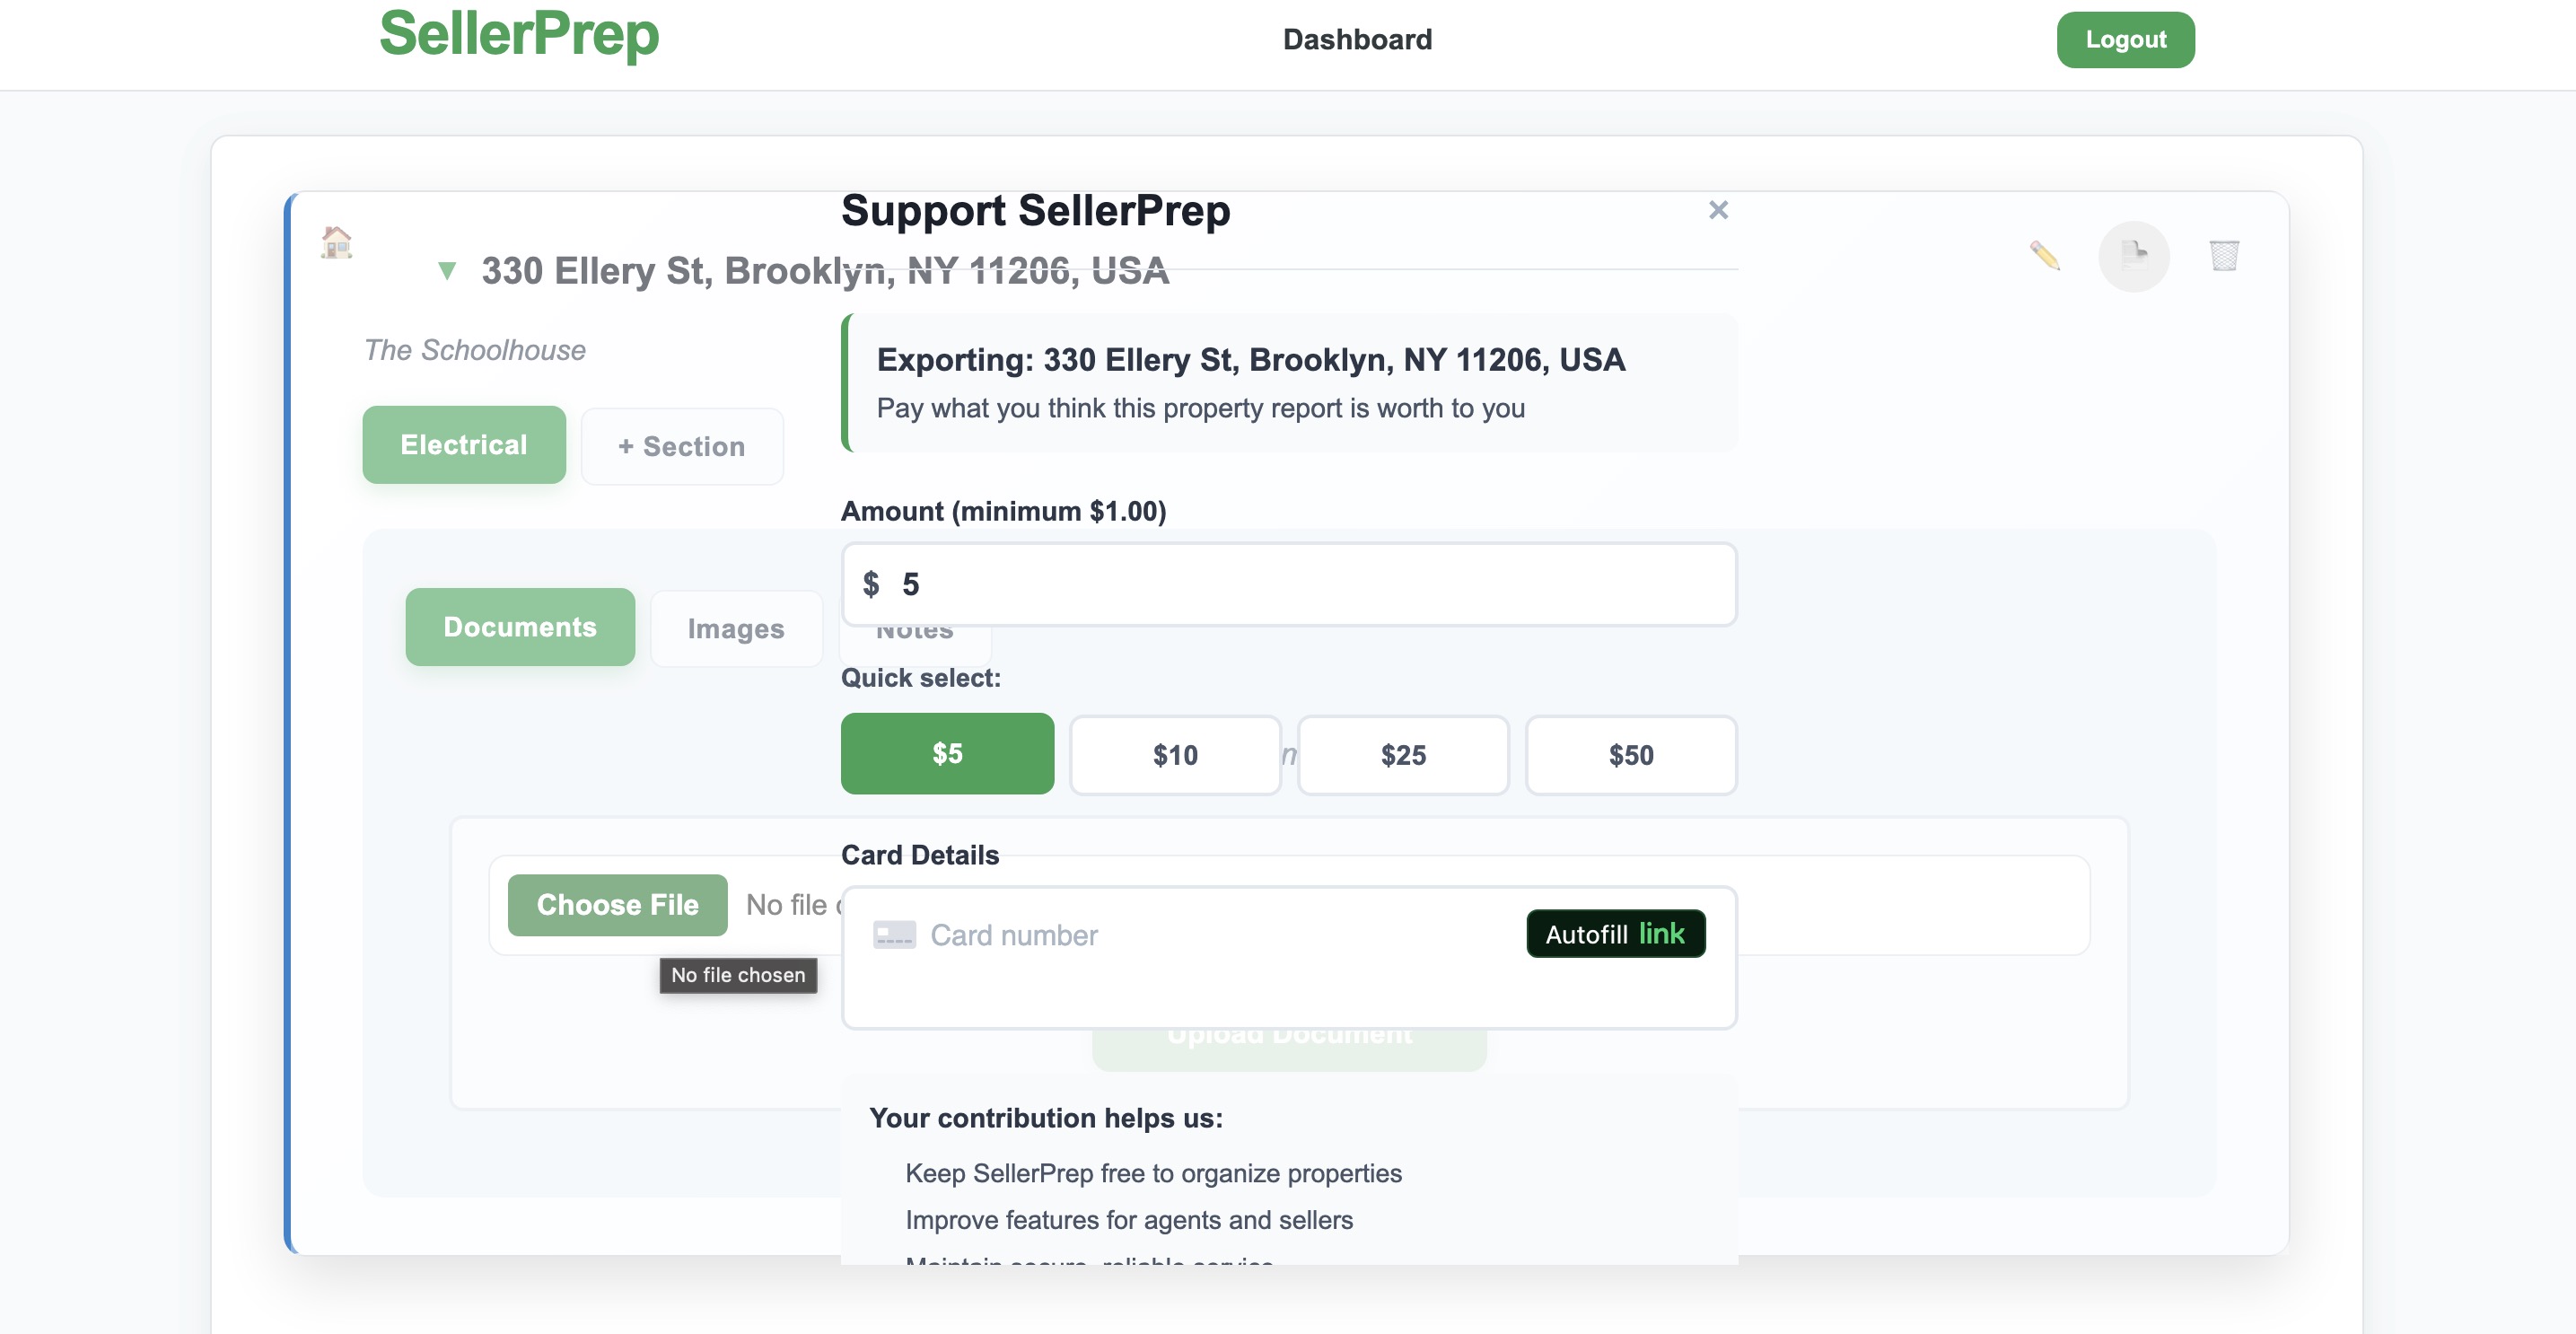 SellerPrep
Dashboard
Logout
Support SellerPrep
×
▼ 330 Ellery St, Brooklyn, NY 11206, USA
The Schoolhouse
Exporting: 330 Ellery St, Brooklyn, NY 11206, USA
Pay what you think this property report is worth to you
Electrical
+ Section
Amount (minimum $1.00)
$ 5
Documents
Images
Notes
Quick select:
$5
$10
$25
$50
Card Details
Choose File
No file
Card number
Autofill link
No file chosen
Upload Document
Your contribution helps us:
Keep SellerPrep free to organize properties
Improve features for agents and sellers
Maintain secure, reliable service